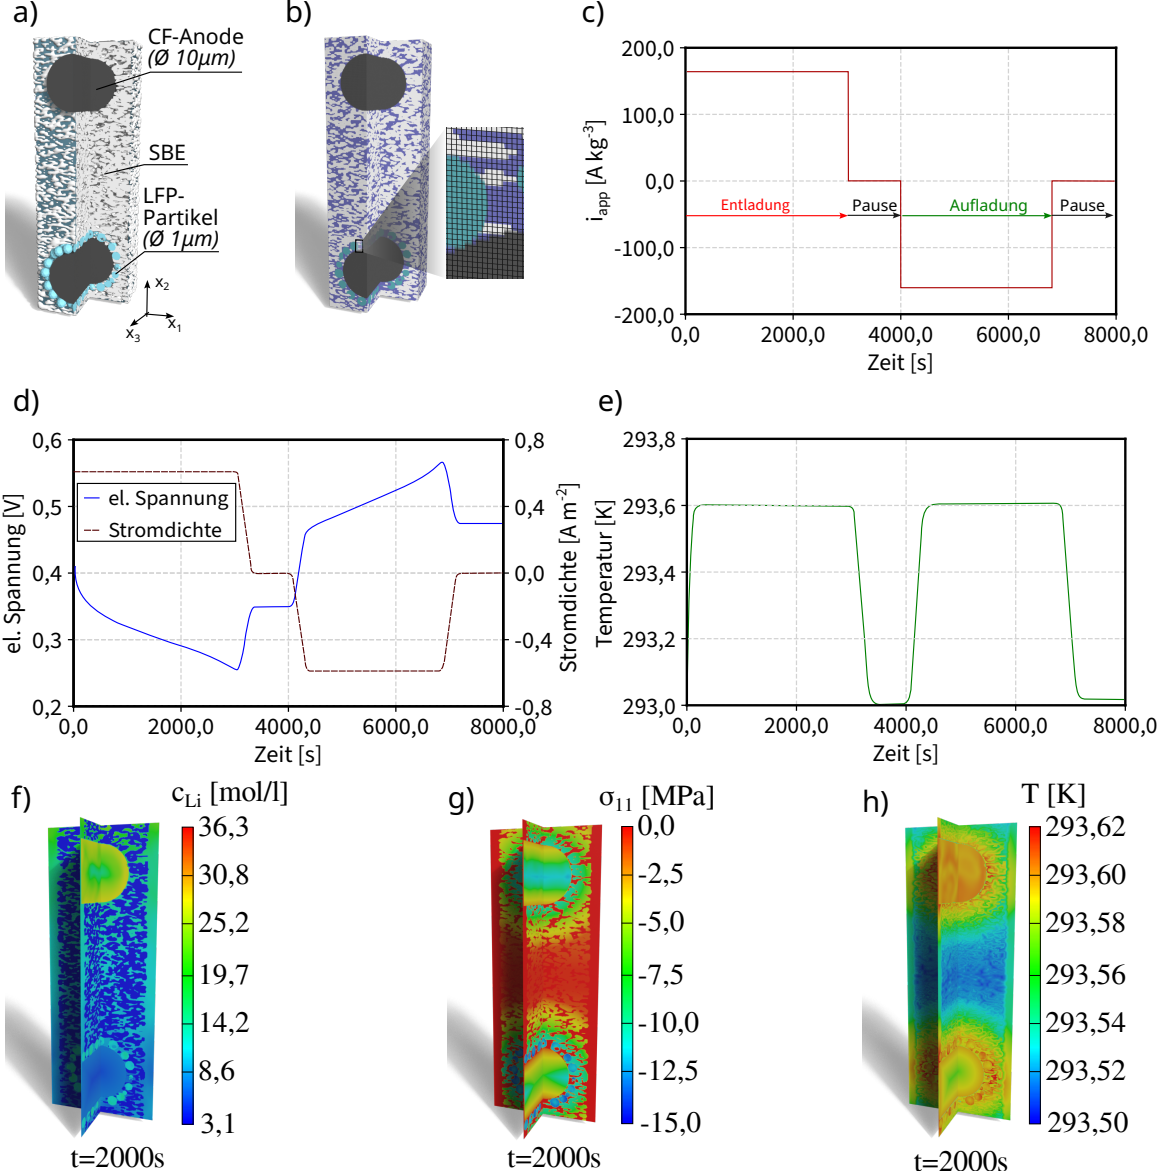 a)
CF-Anode
(Ø 10µm)
SBE
LFP-
Partikel
(Ø 1µm)
x2
x1
x3
b)
c)
200,0
100,0
0,0
-100,0
-200,0
i_app [A kg⁻³]
Entladung
Pause
Aufladung
Pause
0,0 2000,0 4000,0 6000,0 8000,0
Zeit [s]
d)
0,6
0,5
0,4
0,3
0,2
el. Spannung [V]
el. Spannung
Stromdichte
0,8
0,4
0,0
-0,4
-0,8
Stromdichte [A m⁻²]
0,0 2000,0 4000,0 6000,0 8000,0
Zeit [s]
e)
293,8
293,6
293,4
293,2
293,0
Temperatur [K]
0,0 2000,0 4000,0 6000,0 8000,0
Zeit [s]
f)
c_Li [mol/l]
36,3
30,8
25,2
19,7
14,2
8,6
3,1
t=2000s
g)
σ₁₁ [MPa]
0,0
-2,5
-5,0
-7,5
-10,0
-12,5
-15,0
t=2000s
h)
T [K]
293,62
293,60
293,58
293,56
293,54
293,52
293,50
t=2000s